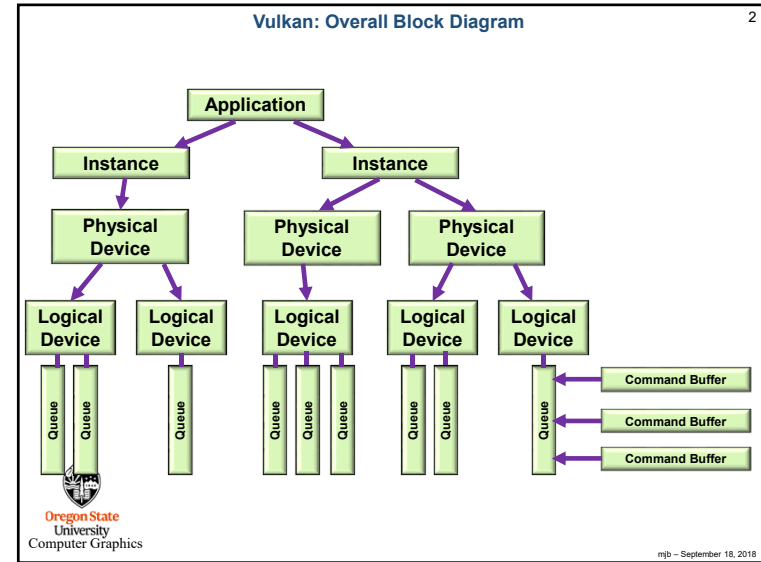 Vulkan: Overall Block Diagram
2
Application
Instance
Instance
Physical
Device
Physical
Device
Physical
Device
Logical
Device
Logical
Device
Logical
Device
Logical
Device
Logical
Device
Queue
Queue
Queue
Queue
Queue
Queue
Queue
Queue
Queue
Command Buffer
Command Buffer
Command Buffer
Oregon State
University
Computer Graphics
mjb – September 18, 2018